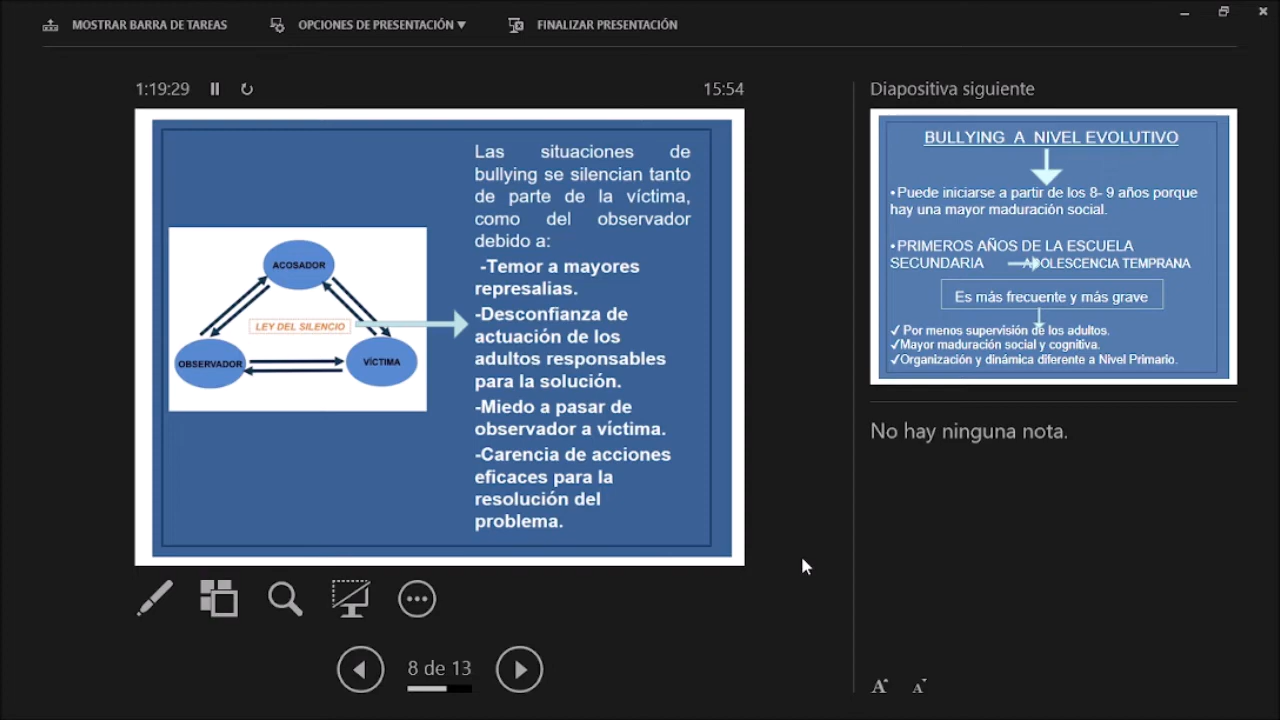 MOSTRAR BARRA DE TAREAS
OPCIONES DE PRESENTACIÓN ▼
FINALIZAR PRESENTACIÓN
1:19:29
15:54
Las situaciones de
bullying se silencian tanto
de parte de la víctima,
como del observador
debido a:
-Temor a mayores
represalias.
-Desconfianza de
actuación de los
adultos responsables
para la solución.
-Miedo a pasar de
observador a víctima.
-Carencia de acciones
eficaces para la
resolución del
problema.
ACOSADOR
LEY DEL SILENCIO
OBSERVADOR
VÍCTIMA
8 de 13
Diapositiva siguiente
BULLYING A NIVEL EVOLUTIVO
•Puede iniciarse a partir de los 8- 9 años porque
hay una mayor maduración social.
•PRIMEROS AÑOS DE LA ESCUELA
SECUNDARIA ADOLESCENCIA TEMPRANA
Es más frecuente y más grave
✓ Por menos supervisión de los adultos.
✓Mayor maduración social y cognitiva.
✓Organización y dinámica diferente a Nivel Primario.
No hay ninguna nota.
A A